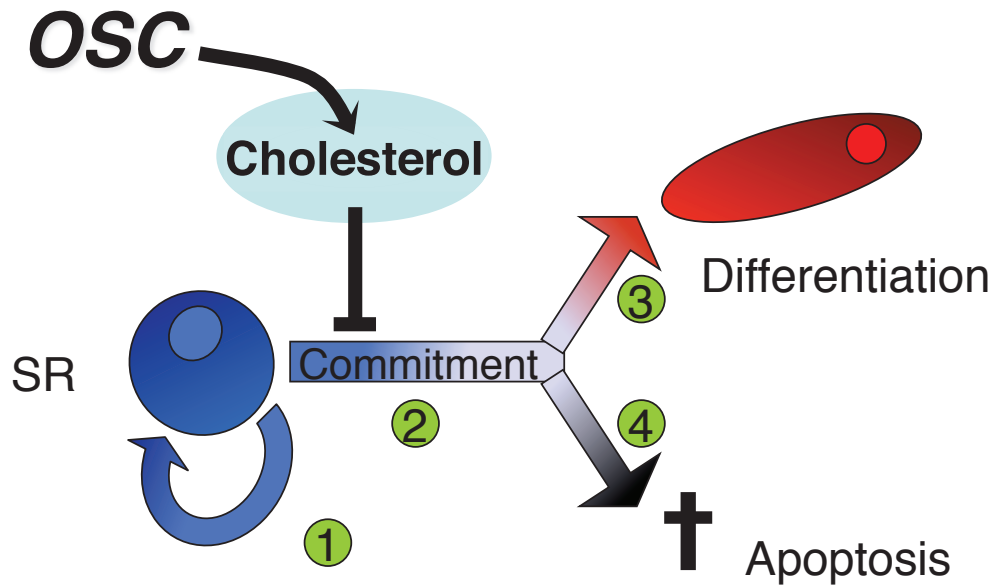 OSC
Cholesterol
Differentiation
3
SR
Commitment
2
4
1
Apoptosis